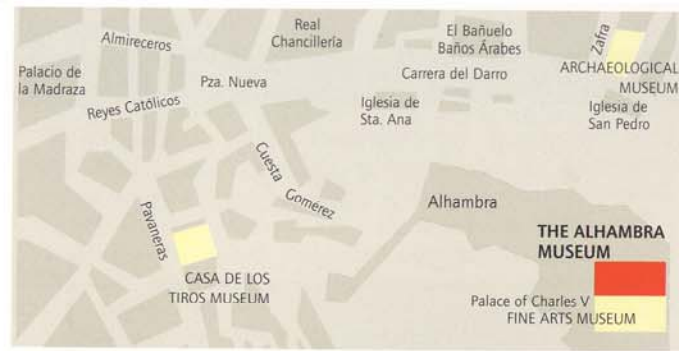 Real
Chancillería
Almireceros
El Bañuelo
Baños Árabes
Zafra
Palacio de
la Madraza
Pza. Nueva
Carrera del Darro
ARCHAEOLOGICAL
MUSEUM
Reyes Católicos
Iglesia de
Sta. Ana
Iglesia de
San Pedro
Cuesta
Gomérez
Alhambra
Pavaneras
THE ALHAMBRA
MUSEUM
CASA DE LOS
TIROS MUSEUM
Palace of Charles V
FINE ARTS MUSEUM